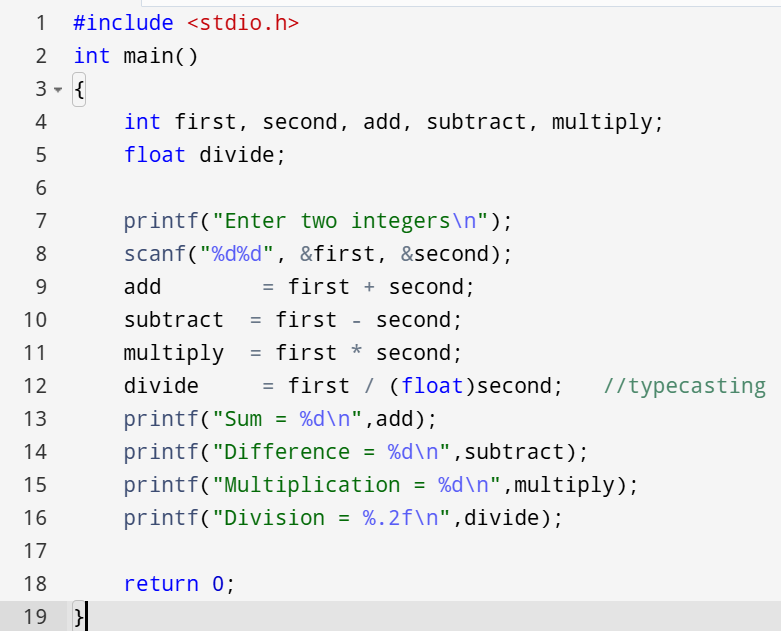 1 #include <stdio.h>
2 int main()
3 {
4     int first, second, add, subtract, multiply;
5     float divide;
6
7     printf("Enter two integers\n");
8     scanf("%d%d", &first, &second);
9     add        = first + second;
10     subtract  = first - second;
11     multiply  = first * second;
12     divide     = first / (float)second;   //typecasting
13     printf("Sum = %d\n",add);
14     printf("Difference = %d\n",subtract);
15     printf("Multiplication = %d\n",multiply);
16     printf("Division = %.2f\n",divide);
17
18     return 0;
19 }